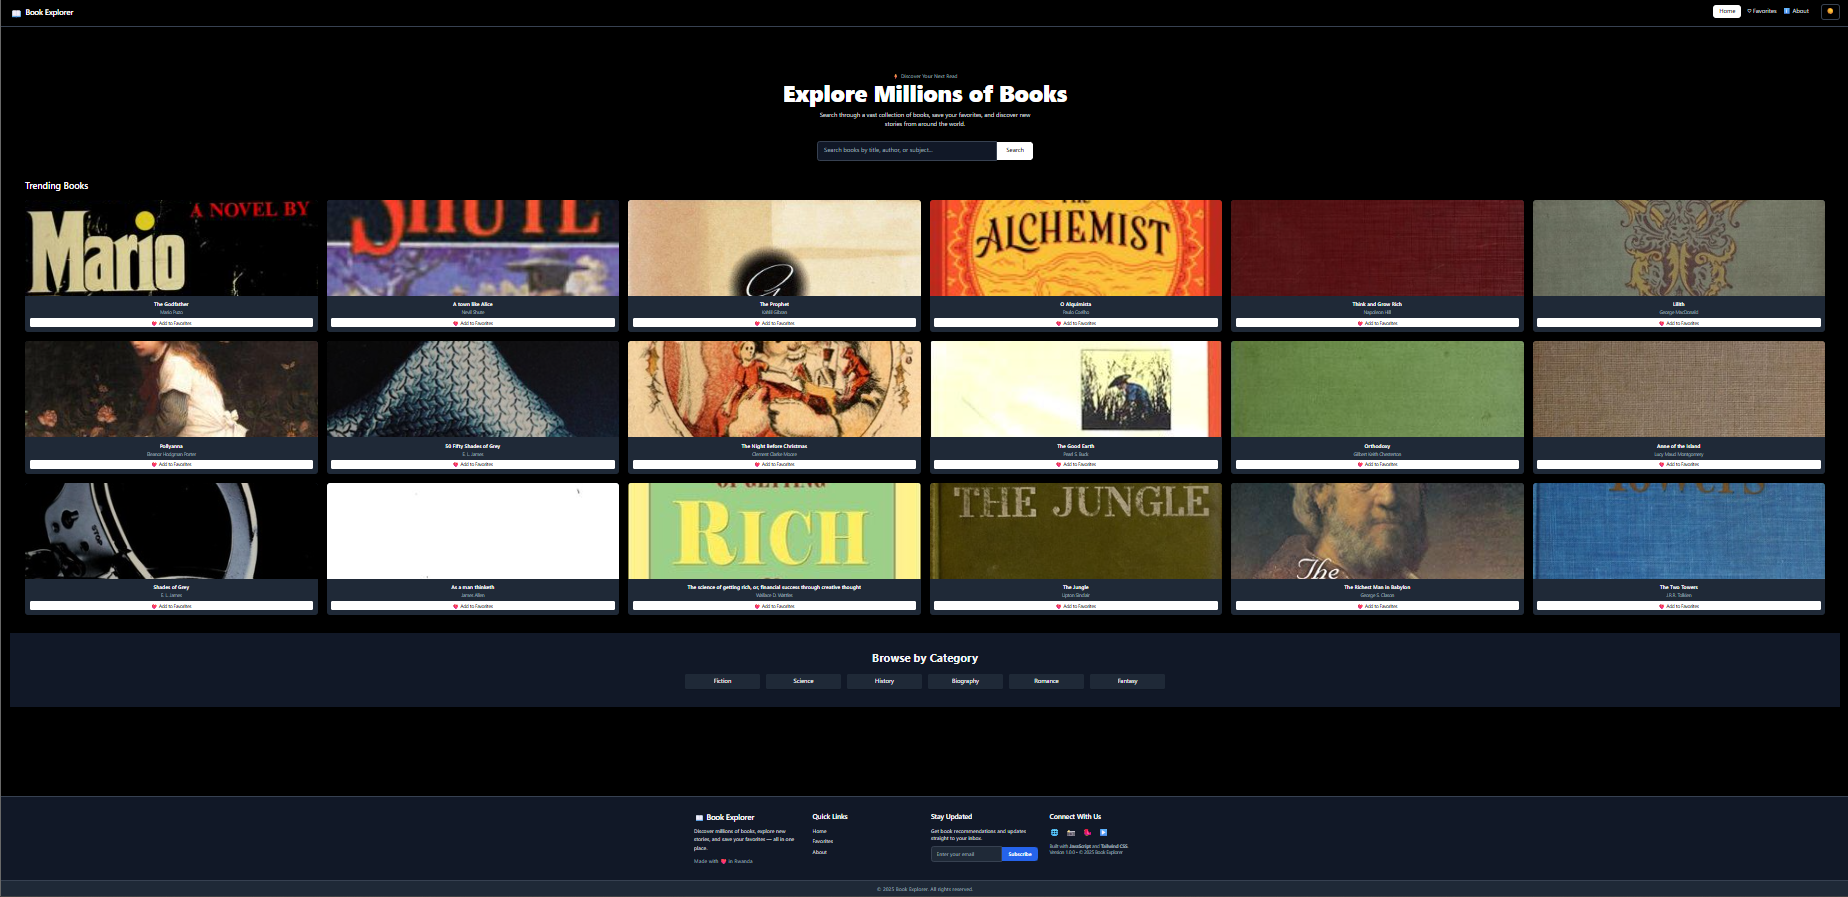 Book Explorer
Home
Favorites
About
Discover Your Next Read
Explore Millions of Books
Search through a vast collection of books, save your favorites, and discover new
stories from around the world.
Search books by title, author, or subject...
Search
Trending Books
A NOVEL BY
Mario
SHUTE
THE
ALCHEMIST
The Godfather
Mario Puzo
Add to Favorites
A town like Alice
Nevil Shute
Add to Favorites
The Prophet
Kahlil Gibran
Add to Favorites
O Alquimista
Paulo Coelho
Add to Favorites
Think and Grow Rich
Napoleon Hill
Add to Favorites
Lilith
George MacDonald
Add to Favorites
Pollyanna
Eleanor Hodgman Porter
Add to Favorites
50 Fifty Shades of Grey
E. L. James
Add to Favorites
The Night Before Christmas
Clement Clarke Moore
Add to Favorites
The Good Earth
Pearl S. Buck
Add to Favorites
Orthodoxy
Gilbert Keith Chesterton
Add to Favorites
Anne of the Island
Lucy Maud Montgomery
Add to Favorites
STOP
OF GETTING
RICH
THE JUNGLE
The
TOWERS
Shades of Grey
E. L. James
Add to Favorites
As a man thinketh
James Allen
Add to Favorites
The science of getting rich, or, financial success through creative thought
Wallace D. Wattles
Add to Favorites
The Jungle
Upton Sinclair
Add to Favorites
The Richest Man in Babylon
George S. Clason
Add to Favorites
The Two Towers
J.R.R. Tolkien
Add to Favorites
Browse by Category
Fiction
Science
History
Biography
Romance
Fantasy
Book Explorer
Discover millions of books, explore new
stories, and save your favorites — all in one
place.
Made with ❤️ in Rwanda
Quick Links
Home
Favorites
About
Stay Updated
Get book recommendations and updates
straight to your inbox.
Enter your email
Subscribe
Connect With Us
Built with JavaScript and Tailwind CSS.
Version 1.0.0 • © 2025 Book Explorer
© 2025 Book Explorer. All rights reserved.